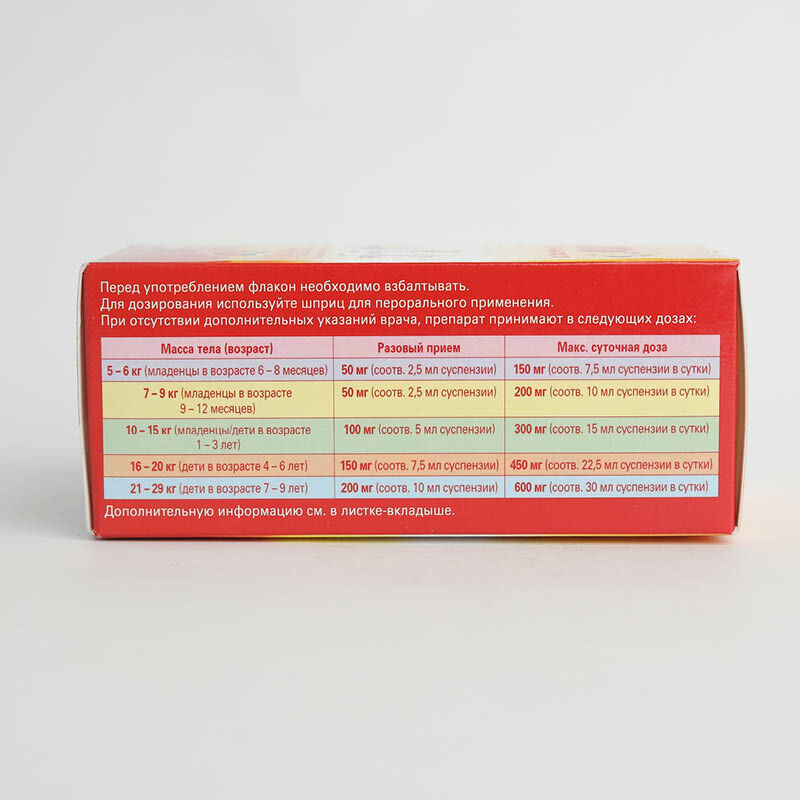 Перед употреблением флакон необходимо взбалтывать.
Для дозирования используйте шприц для перорального применения.
При отсутствии дополнительных указаний врача, препарат принимают в следующих дозах:
Масса тела (возраст) Разовый прием Макс. суточная доза
5 – 6 кг (младенцы в возрасте 6 – 8 месяцев) 50 мг (соотв. 2,5 мл суспензии) 150 мг (соотв. 7,5 мл суспензии в сутки)
7 – 9 кг (младенцы в возрасте 50 мг (соотв. 2,5 мл суспензии) 200 мг (соотв. 10 мл суспензии в сутки)
9 – 12 месяцев)
10 – 15 кг (младенцы/дети в возрасте 100 мг (соотв. 5 мл суспензии) 300 мг (соотв. 15 мл суспензии в сутки)
1 – 3 лет)
16 – 20 кг (дети в возрасте 4 – 6 лет) 150 мг (соотв. 7,5 мл суспензии) 450 мг (соотв. 22,5 мл суспензии в сутки)
21 – 29 кг (дети в возрасте 7 – 9 лет) 200 мг (соотв. 10 мл суспензии) 600 мг (соотв. 30 мл суспензии в сутки)
Дополнительную информацию см. в листке-вкладыше.